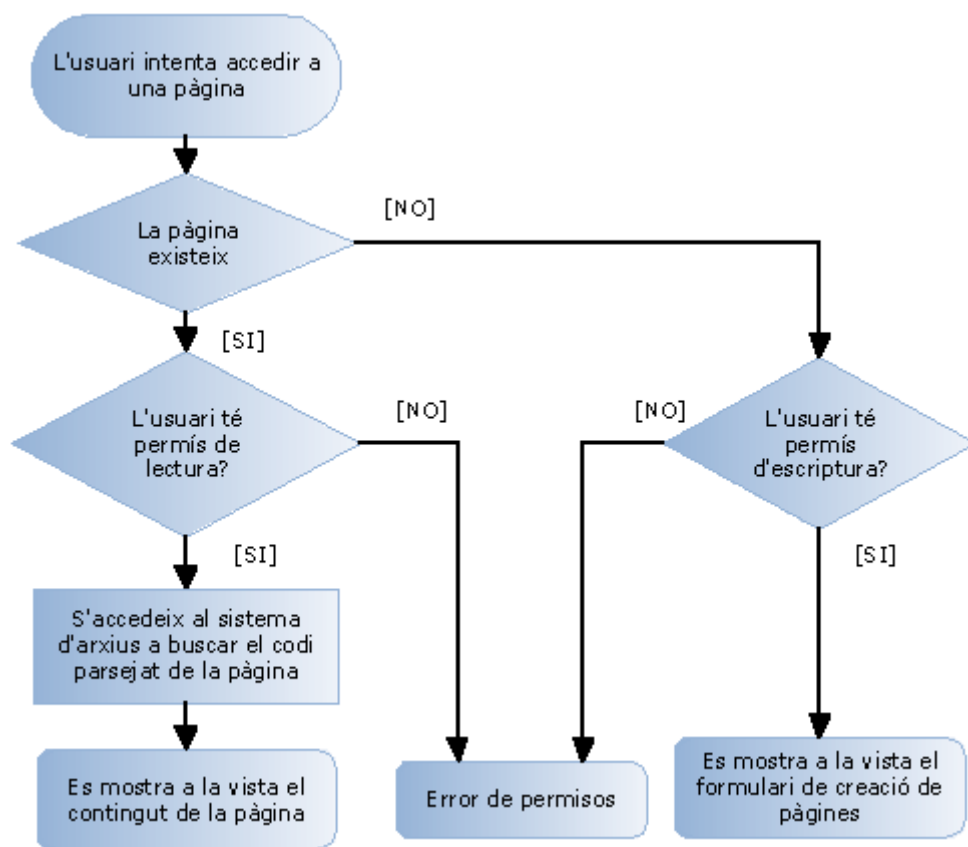 L'usuari intenta accedir a
una pàgina
[NO]
La pàgina
existeix
[SI]
L'usuari té
permís de
lectura?
[NO]
[NO]
L'usuari té
permís
d'escriptura?
[SI]
[SI]
S'accedeix al sistema
d'arxius a buscar el codi
parsejat de la pàgina
Es mostra a la vista el
contingut de la pàgina
Error de permisos
Es mostra a la vista el
formulari de creació de
pàgines